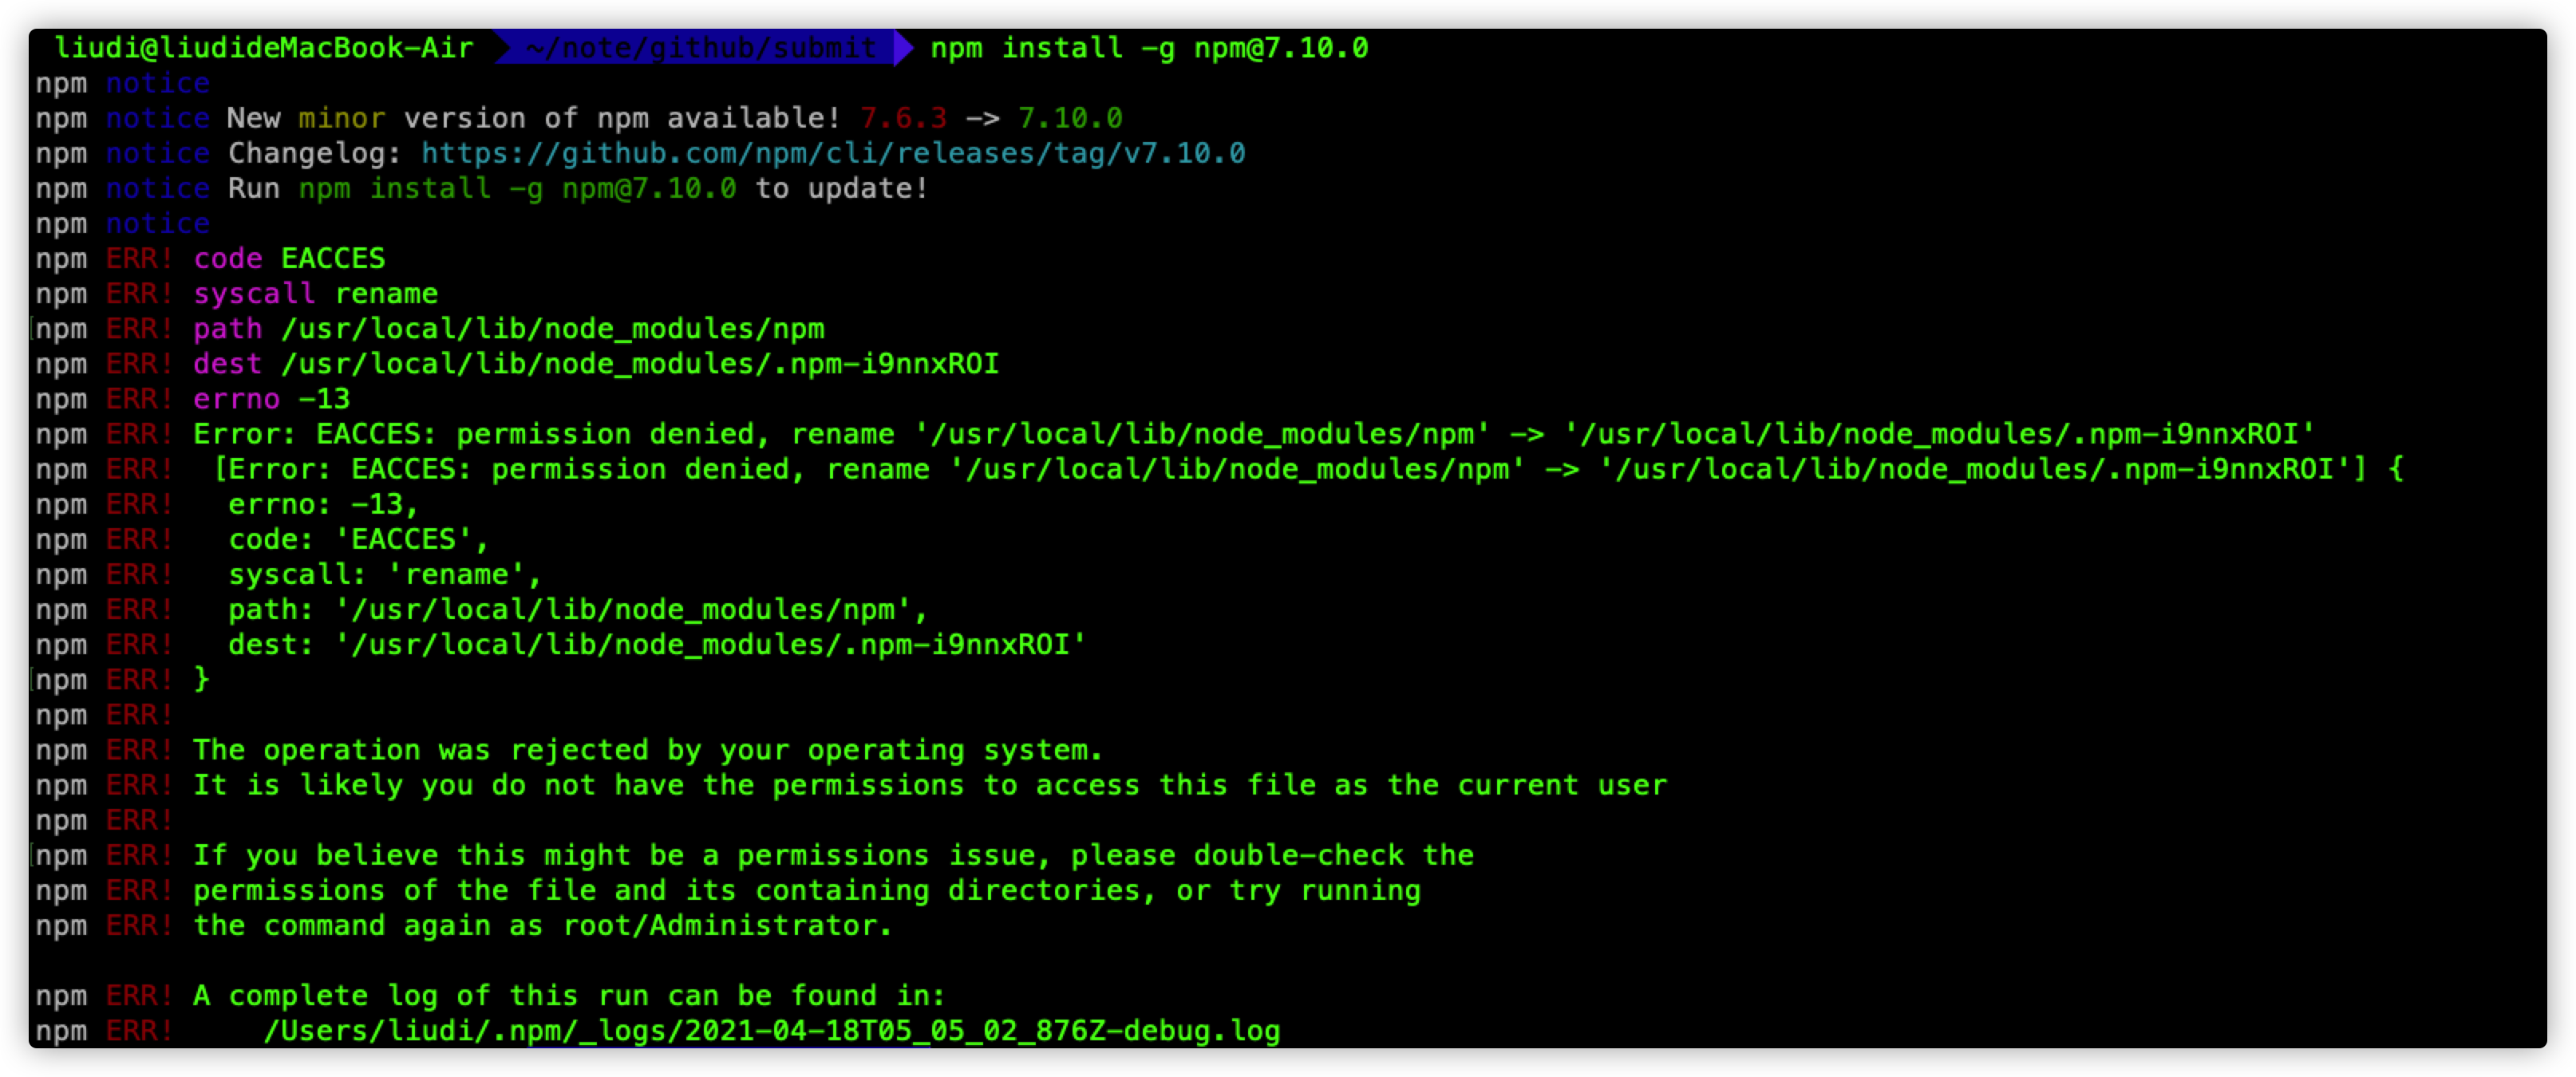 liudi@liudideMacBook-Air ~/note/github/submit npm install -g npm@7.10.0
npm notice
npm notice New minor version of npm available! 7.6.3 -> 7.10.0
npm notice Changelog: https://github.com/npm/cli/releases/tag/v7.10.0
npm notice Run npm install -g npm@7.10.0 to update!
npm notice
npm ERR! code EACCES
npm ERR! syscall rename
npm ERR! path /usr/local/lib/node_modules/npm
npm ERR! dest /usr/local/lib/node_modules/.npm-i9nnxROI
npm ERR! errno -13
npm ERR! Error: EACCES: permission denied, rename '/usr/local/lib/node_modules/npm' -> '/usr/local/lib/node_modules/.npm-i9nnxROI'
npm ERR!  [Error: EACCES: permission denied, rename '/usr/local/lib/node_modules/npm' -> '/usr/local/lib/node_modules/.npm-i9nnxROI'] {
npm ERR!   errno: -13,
npm ERR!   code: 'EACCES',
npm ERR!   syscall: 'rename',
npm ERR!   path: '/usr/local/lib/node_modules/npm',
npm ERR!   dest: '/usr/local/lib/node_modules/.npm-i9nnxROI'
npm ERR! }
npm ERR!
npm ERR! The operation was rejected by your operating system.
npm ERR! It is likely you do not have the permissions to access this file as the current user
npm ERR!
npm ERR! If you believe this might be a permissions issue, please double-check the
npm ERR! permissions of the file and its containing directories, or try running
npm ERR! the command again as root/Administrator.

npm ERR! A complete log of this run can be found in:
npm ERR!     /Users/liudi/.npm/_logs/2021-04-18T05_05_02_876Z-debug.log